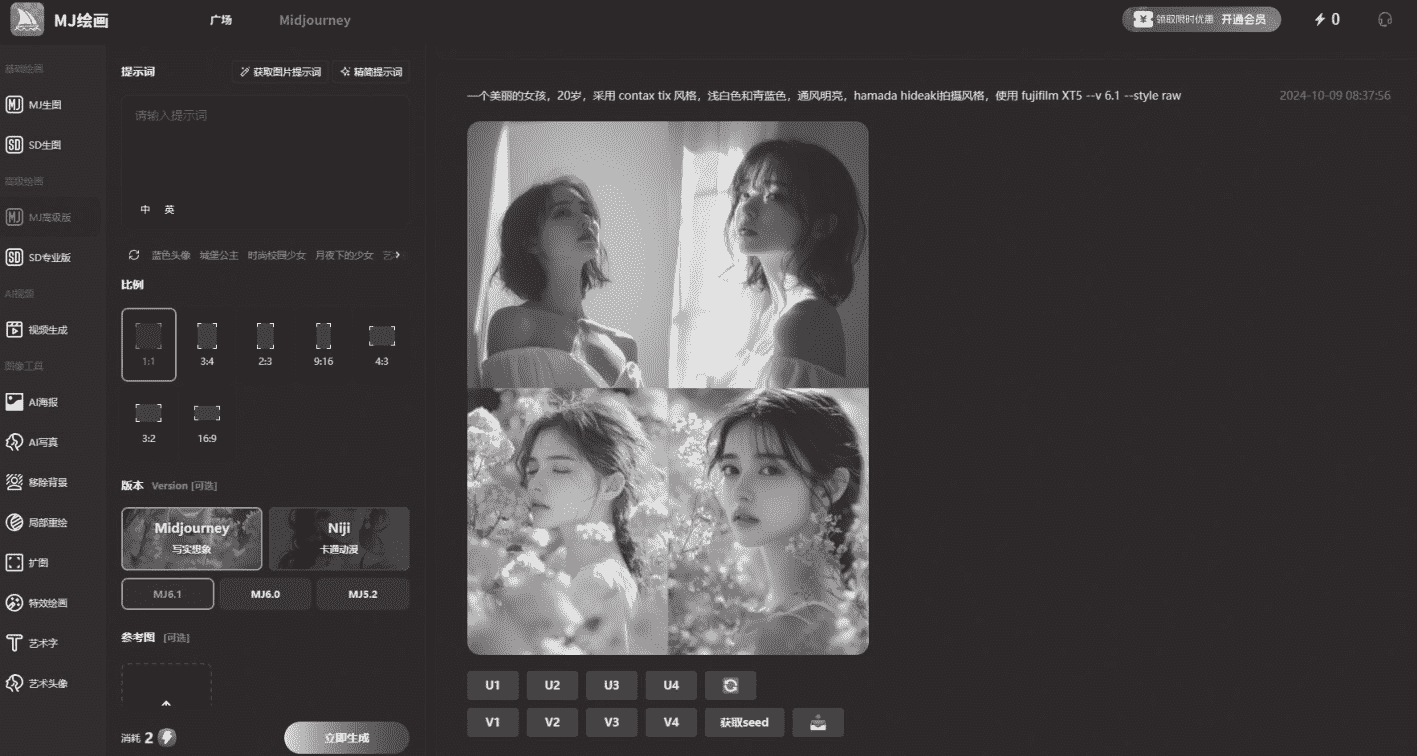 MJ绘画
广场
Midjourney
领取限时优惠 开通会员
0
基础绘画
MJ生图
SD生图
高级绘画
MJ高级版
SD专业版
AI视频
视频生成
图像工具
AI海报
AI写真
移除背景
局部重绘
扩图
特效绘画
艺术字
艺术头像
提示词
获取图片提示词
精简提示词
请输入提示词
中 英
蓝色头像 城堡公主 时尚校园少女 月夜下的少女 艺
比例
1:1 3:4 2:3 9:16 4:3
3:2 16:9
版本 Version [可选]
Midjourney
写实想象
Niji
卡通动漫
MJ6.1 MJ6.0 MJ5.2
参考图 [可选]
消耗 2
立即生成
一个美丽的女孩，20岁，采用 contax tix 风格，浅白色和青蓝色，通风明亮，hamada hideaki拍摄风格，使用 fujifilm XT5 --v 6.1 --style raw
2024-10-09 08:37:56
U1 U2 U3 U4
V1 V2 V3 V4 获取seed